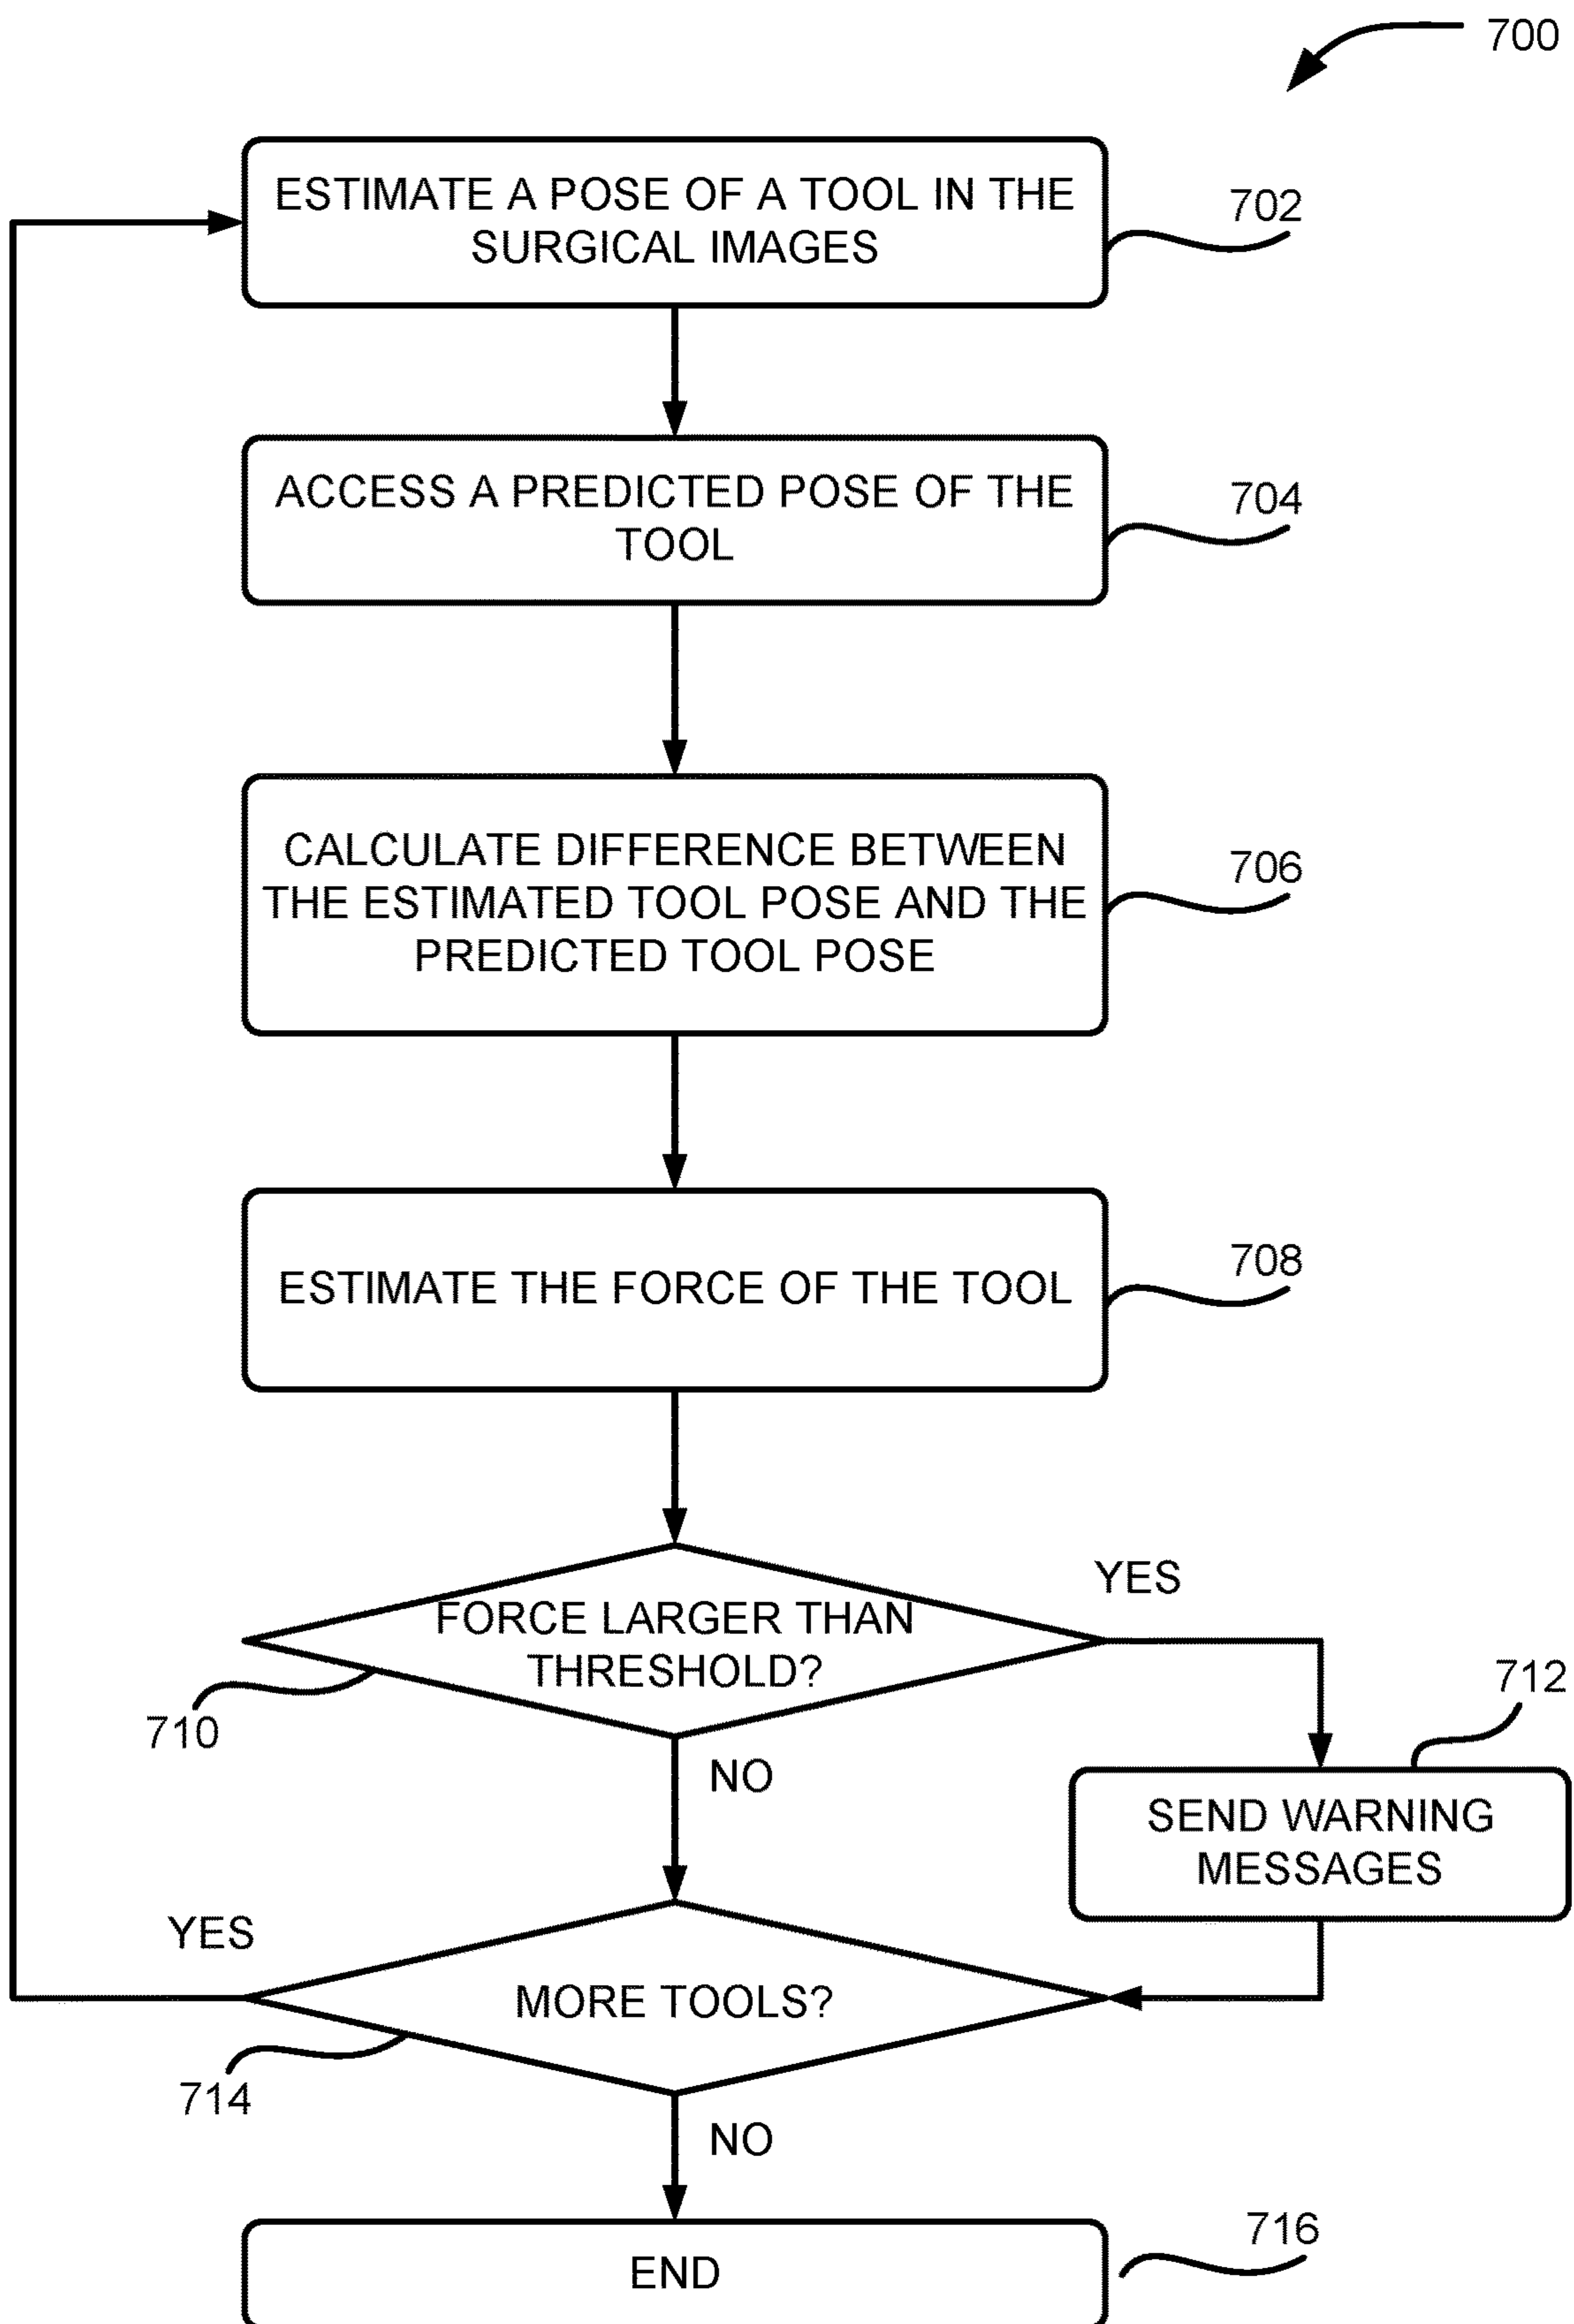 700
ESTIMATE A POSE OF A TOOL IN THE
SURGICAL IMAGES
702
ACCESS A PREDICTED POSE OF THE
TOOL
704
CALCULATE DIFFERENCE BETWEEN
THE ESTIMATED TOOL POSE AND THE
PREDICTED TOOL POSE
706
ESTIMATE THE FORCE OF THE TOOL
708
FORCE LARGER THAN
THRESHOLD?
YES
710
NO
712
SEND WARNING
MESSAGES
YES
MORE TOOLS?
714
NO
END
716